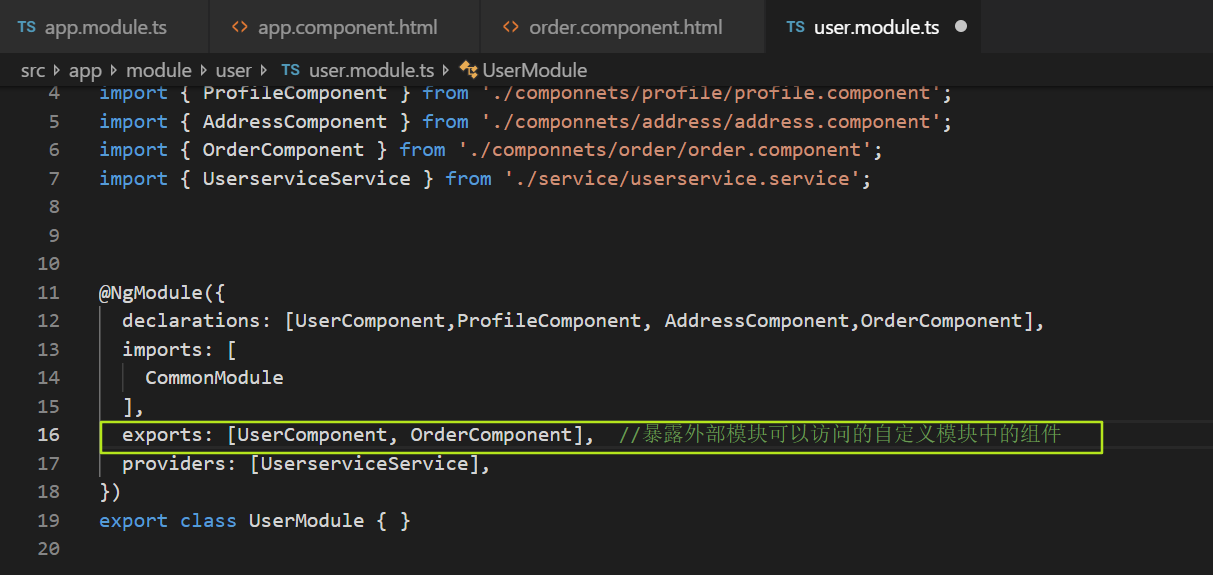 TS app.module.ts <> app.component.html <> order.component.html TS user.module.ts
src > app > module > user > TS user.module.ts > UserModule
4 import { ProfileComponent } from './componnets/profile/profile.component';
5 import { AddressComponent } from './componnets/address/address.component';
6 import { OrderComponent } from './componnets/order/order.component';
7 import { UserserviceService } from './service/userservice.service';
8
9
10
11 @NgModule({
12 declarations: [UserComponent,ProfileComponent, AddressComponent,OrderComponent],
13 imports: [
14 CommonModule
15 ],
16 exports: [UserComponent, OrderComponent], //暴露外部模块可以访问的自定义模块中的组件
17 providers: [UserserviceService],
18 })
19 export class UserModule { }
20